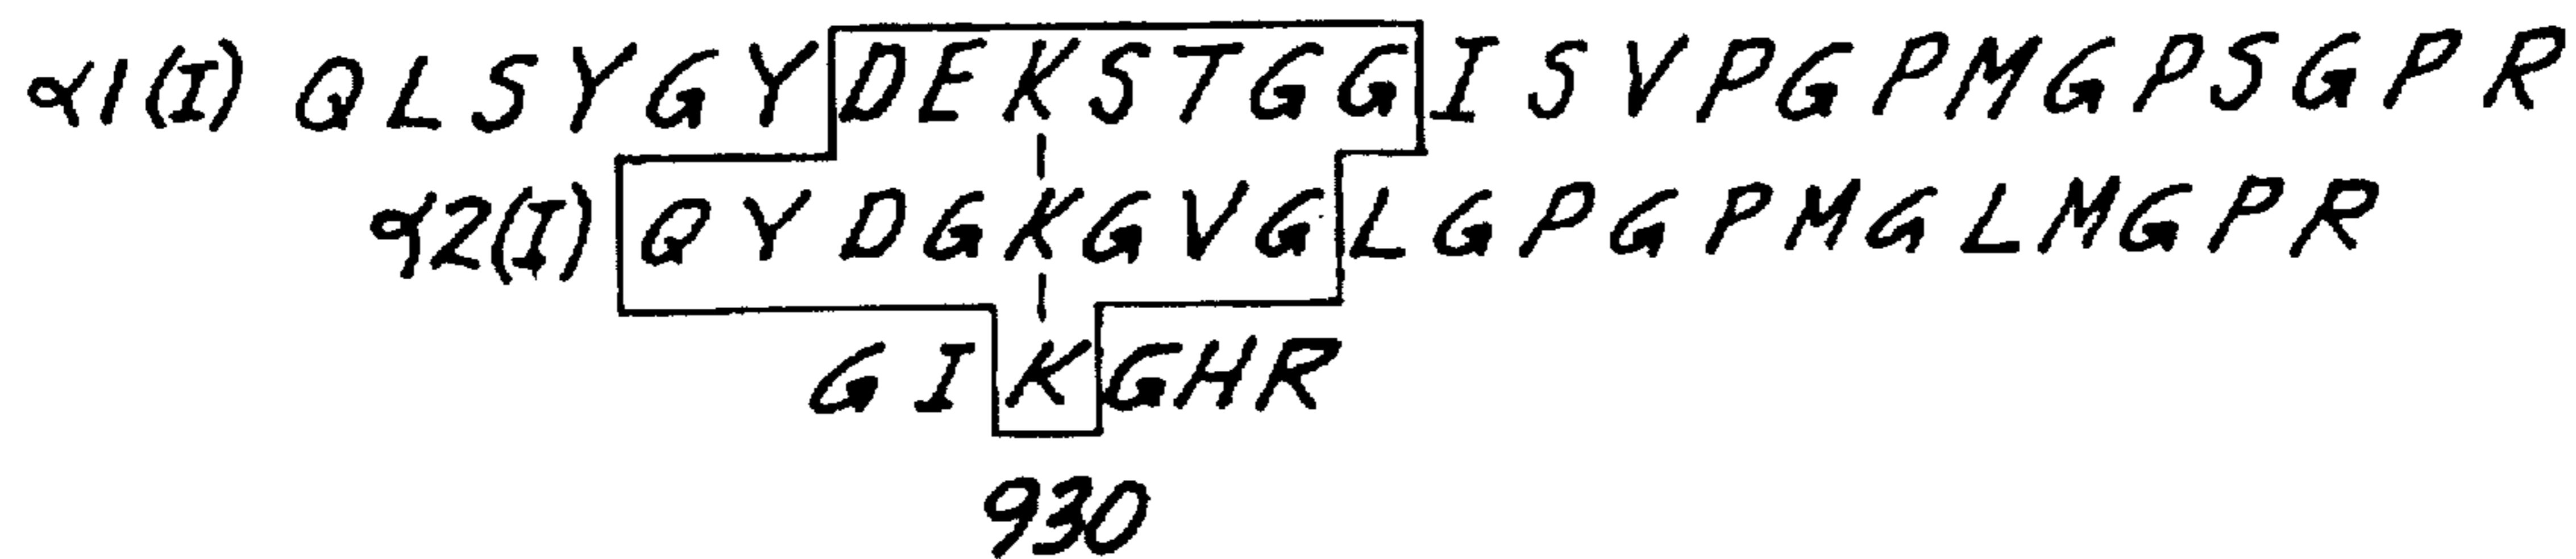 α1(I) QLSYGYDEKSTGGISVPGPMGPSGPR
α2(I) QYDGKGVGLGPGPMGLMGPR
GIKGHR
930